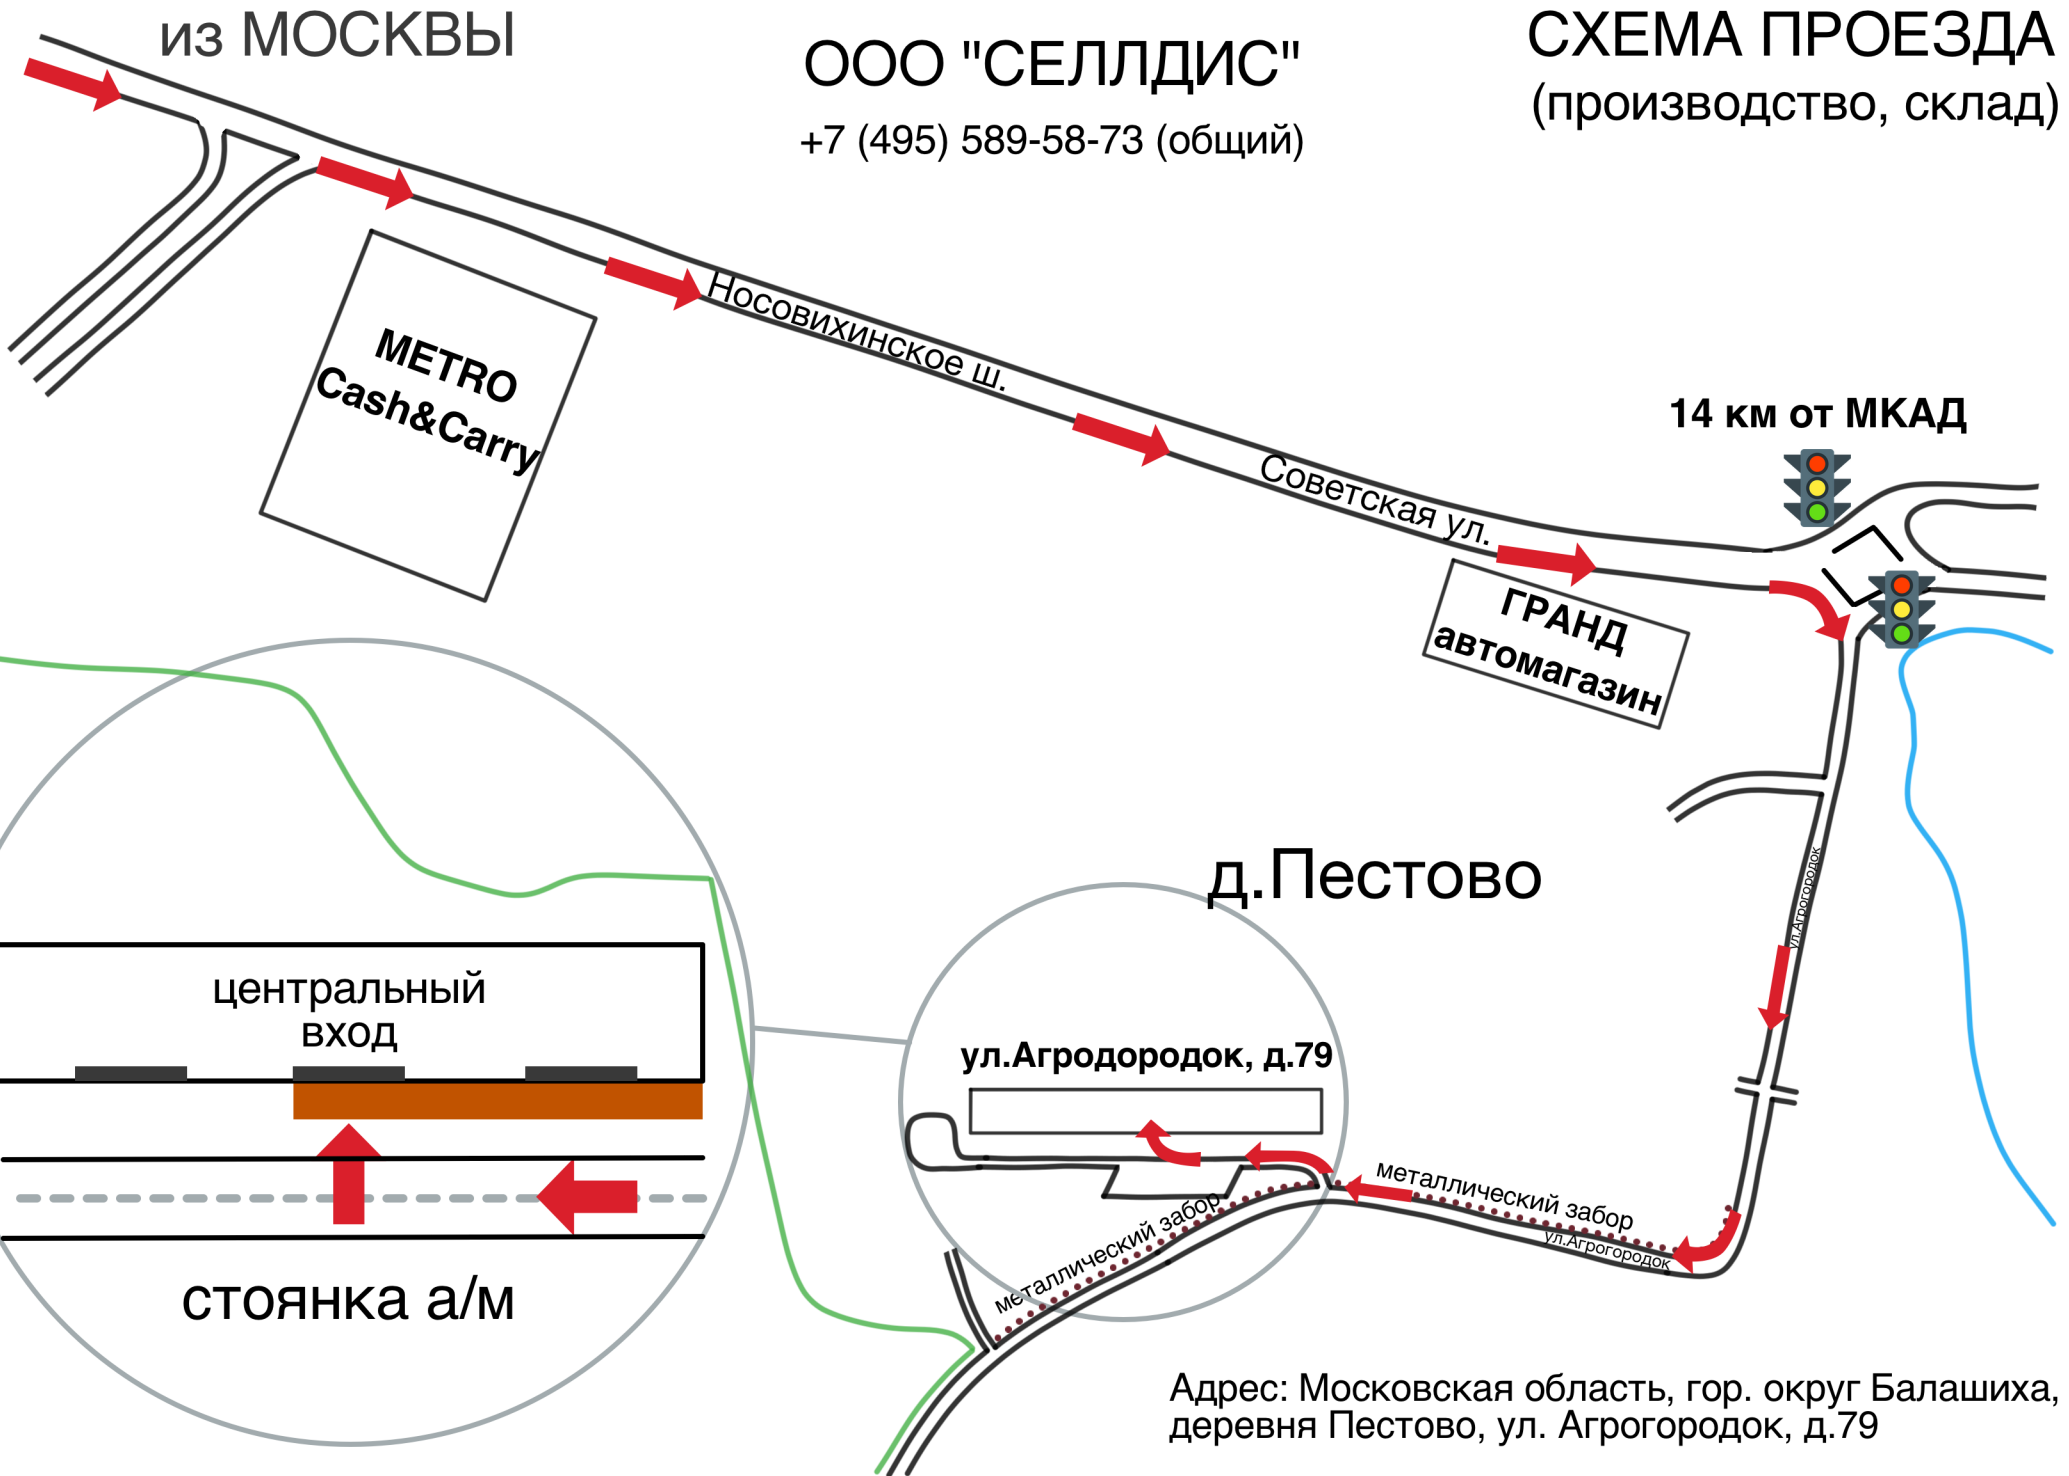 из МОСКВЫ
ООО "СЕЛЛДИС"
+7 (495) 589-58-73 (общий)
СХЕМА ПРОЕЗДА
(производство, склад)
METRO
Cash&Carry
Носовихинское ш.
Советская ул.
14 км от МКАД
ГРАНД
автомагазин
ул.Агрогородок
д.Пестово
центральный
вход
стоянка а/м
ул.Агродородок, д.79
металлический забор
металлический забор
ул.Агрогородок
Адрес: Московская область, гор. округ Балашиха,
деревня Пестово, ул. Агрогородок, д.79